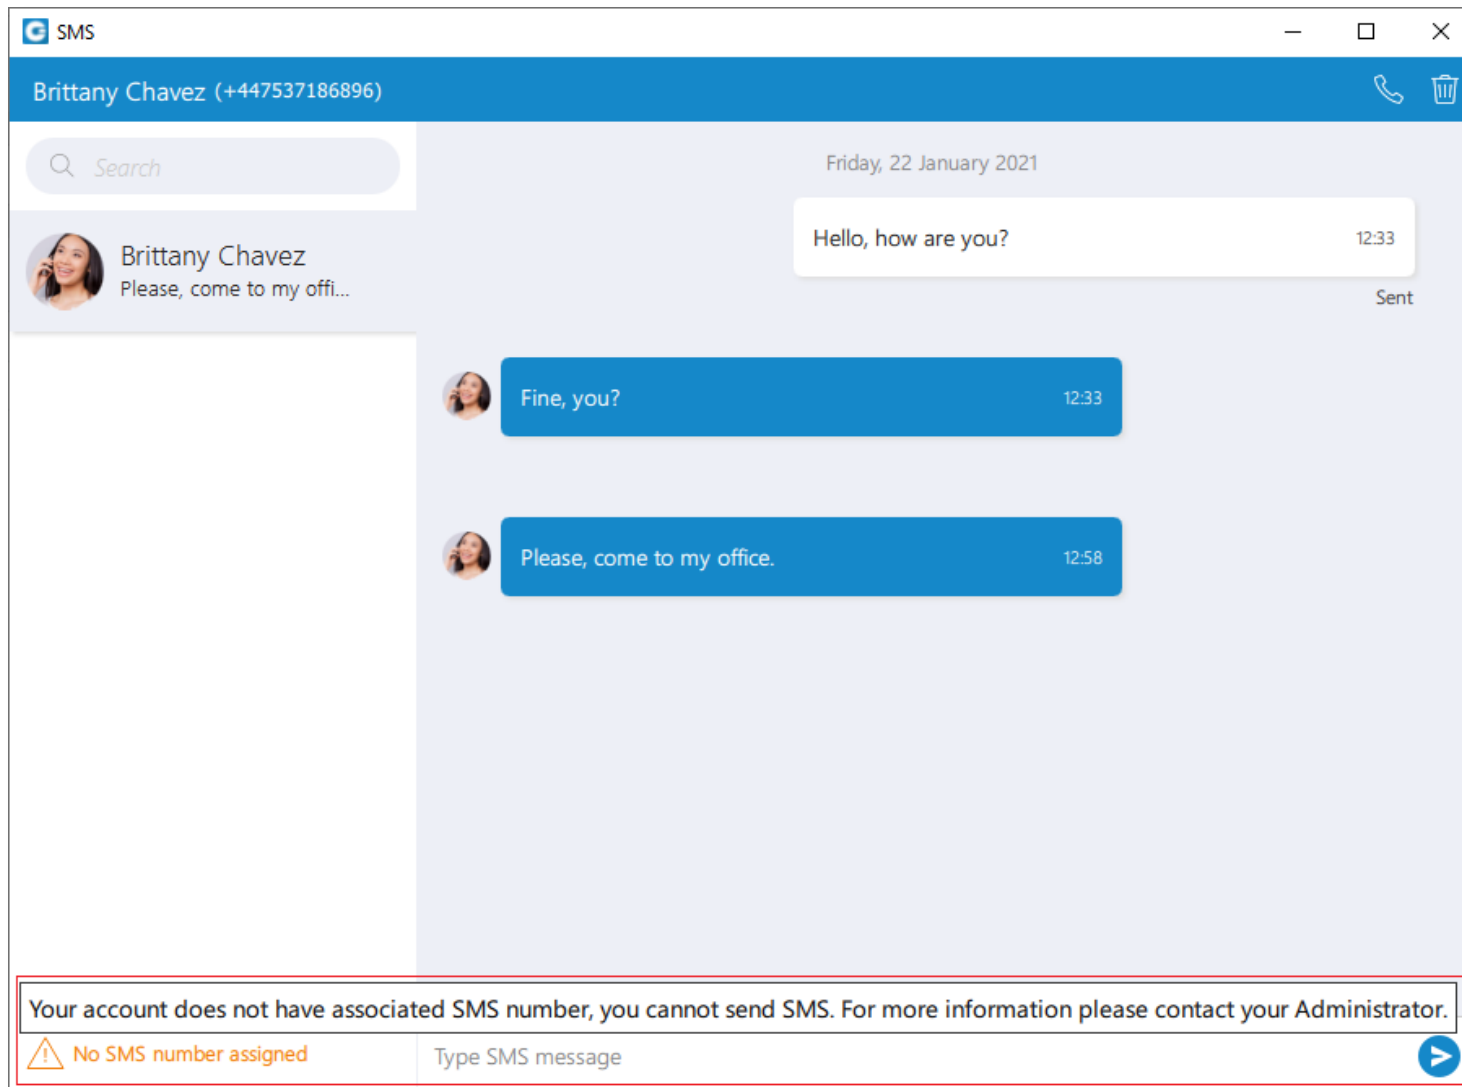 SMS
Brittany Chavez (+447537186896)
Search
Brittany Chavez
Please, come to my offi...
Friday, 22 January 2021
Hello, how are you? 12:33
Sent
Fine, you? 12:33
Please, come to my office. 12:58
Your account does not have associated SMS number, you cannot send SMS. For more information please contact your Administrator.
No SMS number assigned
Type SMS message